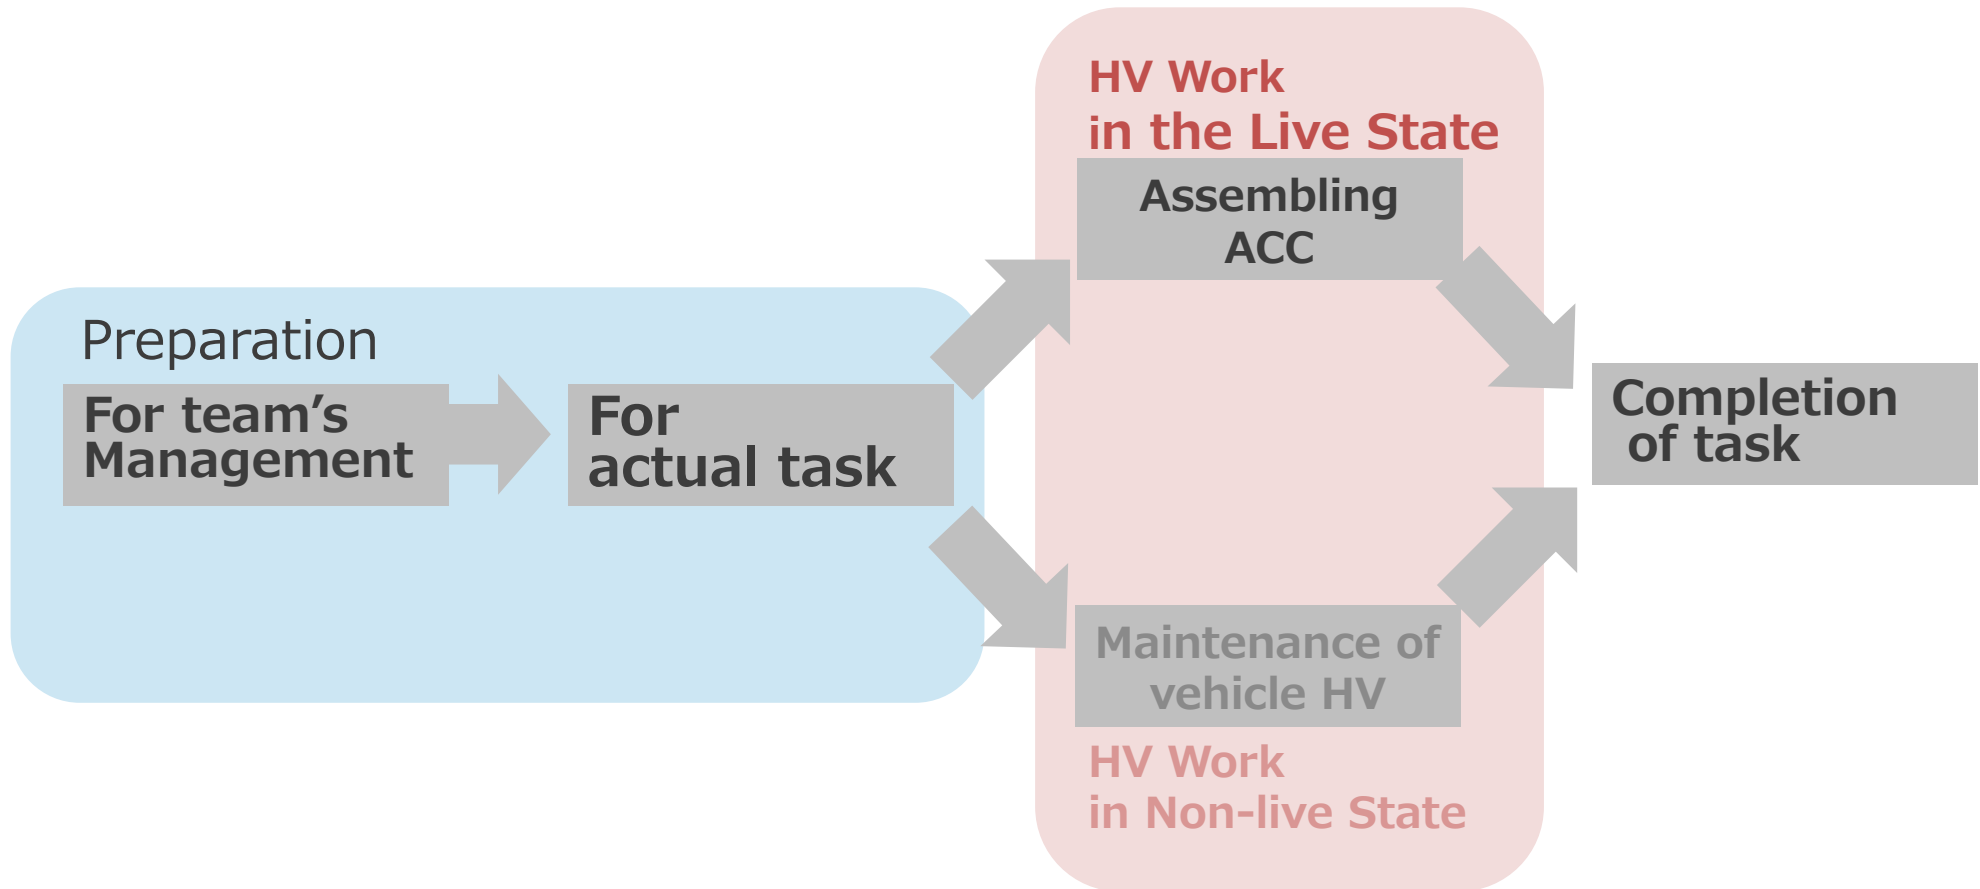 Preparation
For team’s
Management
For
actual task
HV Work
in the Live State
Assembling
ACC
Maintenance of
vehicle HV
HV Work
in Non-live State
Completion
of task